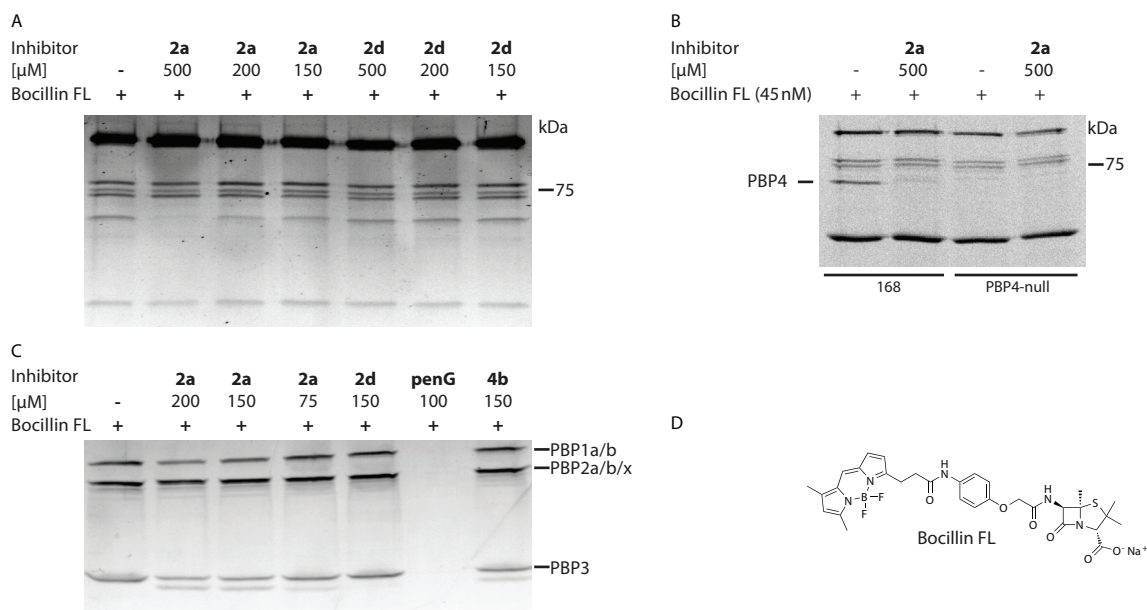 A
Inhibitor 2a 2a 2a 2d 2d 2d
[μM] - 500 200 150 500 200 150
Bocillin FL + + + + + + +
kDa
75
B
Inhibitor 2a 2a
[μM] - 500 - 500
Bocillin FL (45 nM) + + + +
kDa
75
PBP4
168 PBP4-null
C
Inhibitor 2a 2a 2a 2d penG 4b
[μM] - 200 150 75 150 100 150
Bocillin FL + + + + + + +
PBP1a/b
PBP2a/b/x
PBP3
D
H
N
O
O
H
N
O
S
N
O
N
N
B
F
F
O
O⁻ Na⁺
Bocillin FL